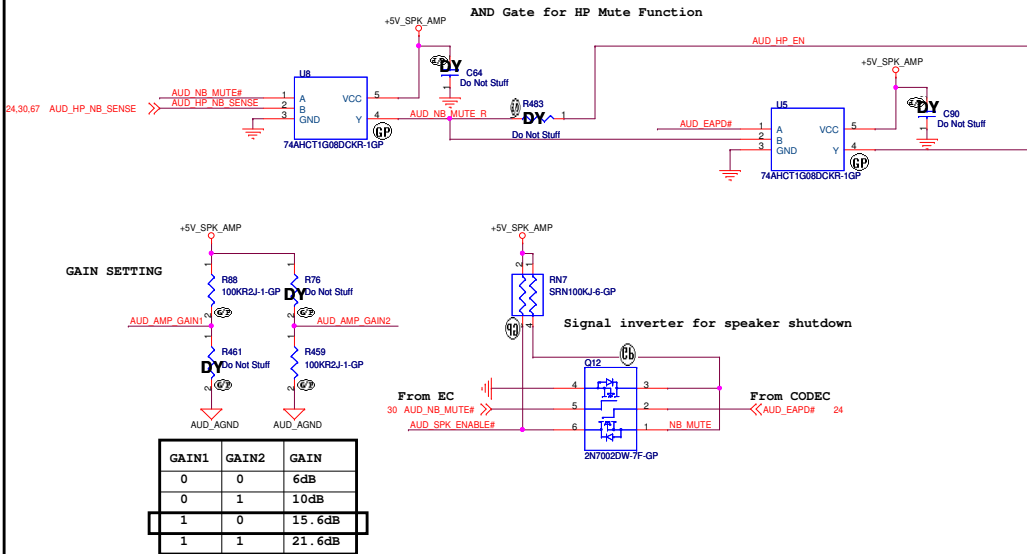 AND Gate for HP Mute Function
+5V_SPK_AMP
AUD_HP_EN
+5V_SPK_AMP
DY
C64
Do Not Stuff
U8
AUD_NB_MUTE#
1 A VCC 5
24,30,67 AUD_HP_NB_SENSE
AUD_HP_NB_SENSE
2 B
3 GND Y 4
GP
74AHCT1G08DCKR-1GP
AUD_NB_MUTE_R
R483
DY
1
Do Not Stuff
DY
C90
Do Not Stuff
U5
AUD_EAPD#
1 A VCC 5
2 B
3 GND Y 4
GP
74AHCT1G08DCKR-1GP
+5V_SPK_AMP
+5V_SPK_AMP
GAIN SETTING
R88
100KR2J-1-GP
R76
DY Do Not Stuff
RN7
SRN100KJ-6-GP
AUD_AMP_GAIN1
AUD_AMP_GAIN2
Signal inverter for speaker shutdown
R461
DY Do Not Stuff
R459
100KR2J-1-GP
Q12
4 3
From EC
From CODEC
30 AUD_NB_MUTE#
5 2
AUD_EAPD# 24
AUD_SPK_ENABLE#
6 1
NB_MUTE
2N7002DW-7F-GP
AUD_AGND
AUD_AGND
GAIN1 GAIN2 GAIN
0 0 6dB
0 1 10dB
1 0 15.6dB
1 1 21.6dB